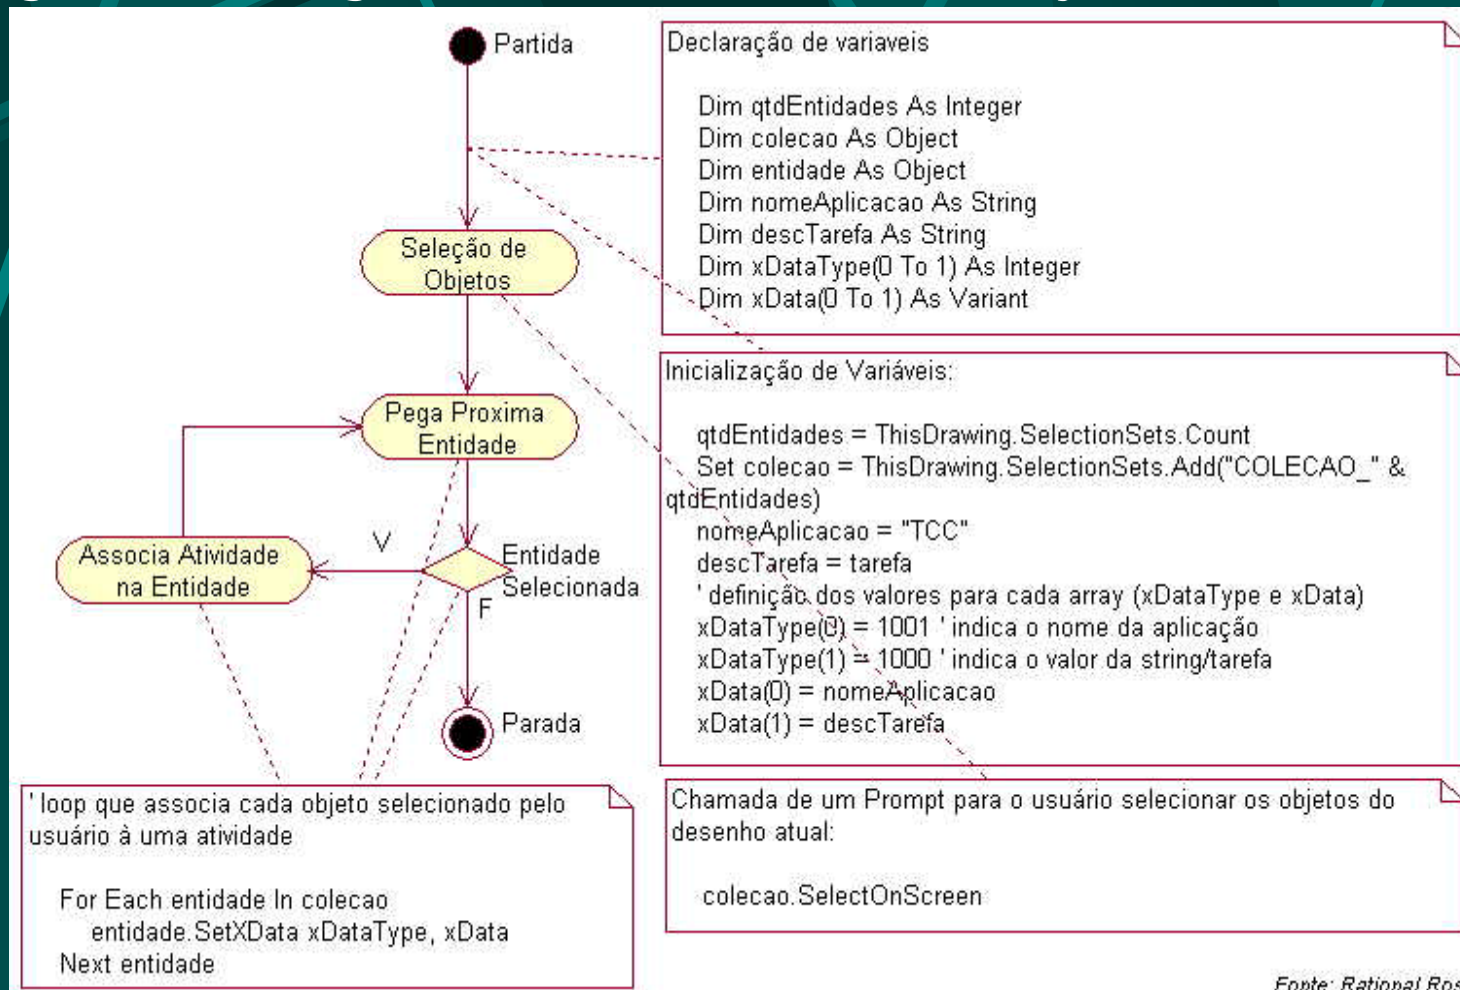 Partida
Seleção de
Objetos
Pega Proxima
Entidade
Associa Atividade
na Entidade
V
Entidade
Selecionada
F
Parada
Declaração de variaveis
Dim qtdEntidades As Integer
Dim colecao As Object
Dim entidade As Object
Dim nomeAplicacao As String
Dim descTarefa As String
Dim xDataType(0 To 1) As Integer
Dim xData(0 To 1) As Variant
Inicialização de Variáveis:
qtdEntidades = ThisDrawing.SelectionSets.Count
Set colecao = ThisDrawing.SelectionSets.Add("COLECAO_" &
qtdEntidades)
nomeAplicacao = "TCC"
descTarefa = tarefa
' definição dos valores para cada array (xDataType e xData)
xDataType(0) = 1001 ' indica o nome da aplicação
xDataType(1) = 1000 ' indica o valor da string/tarefa
xData(0) = nomeAplicacao
xData(1) = descTarefa
' loop que associa cada objeto selecionado pelo
usuário à uma atividade
For Each entidade In colecao
entidade.SetXData xDataType, xData
Next entidade
Chamada de um Prompt para o usuário selecionar os objetos do
desenho atual:
colecao.SelectOnScreen
Fonte: Rational Ros